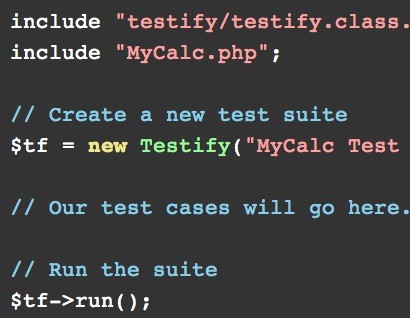 include "testify/testify.class.
include "MyCalc.php";
// Create a new test suite
$tf = new Testify("MyCalc Test
// Our test cases will go here.
// Run the suite
$tf->run();